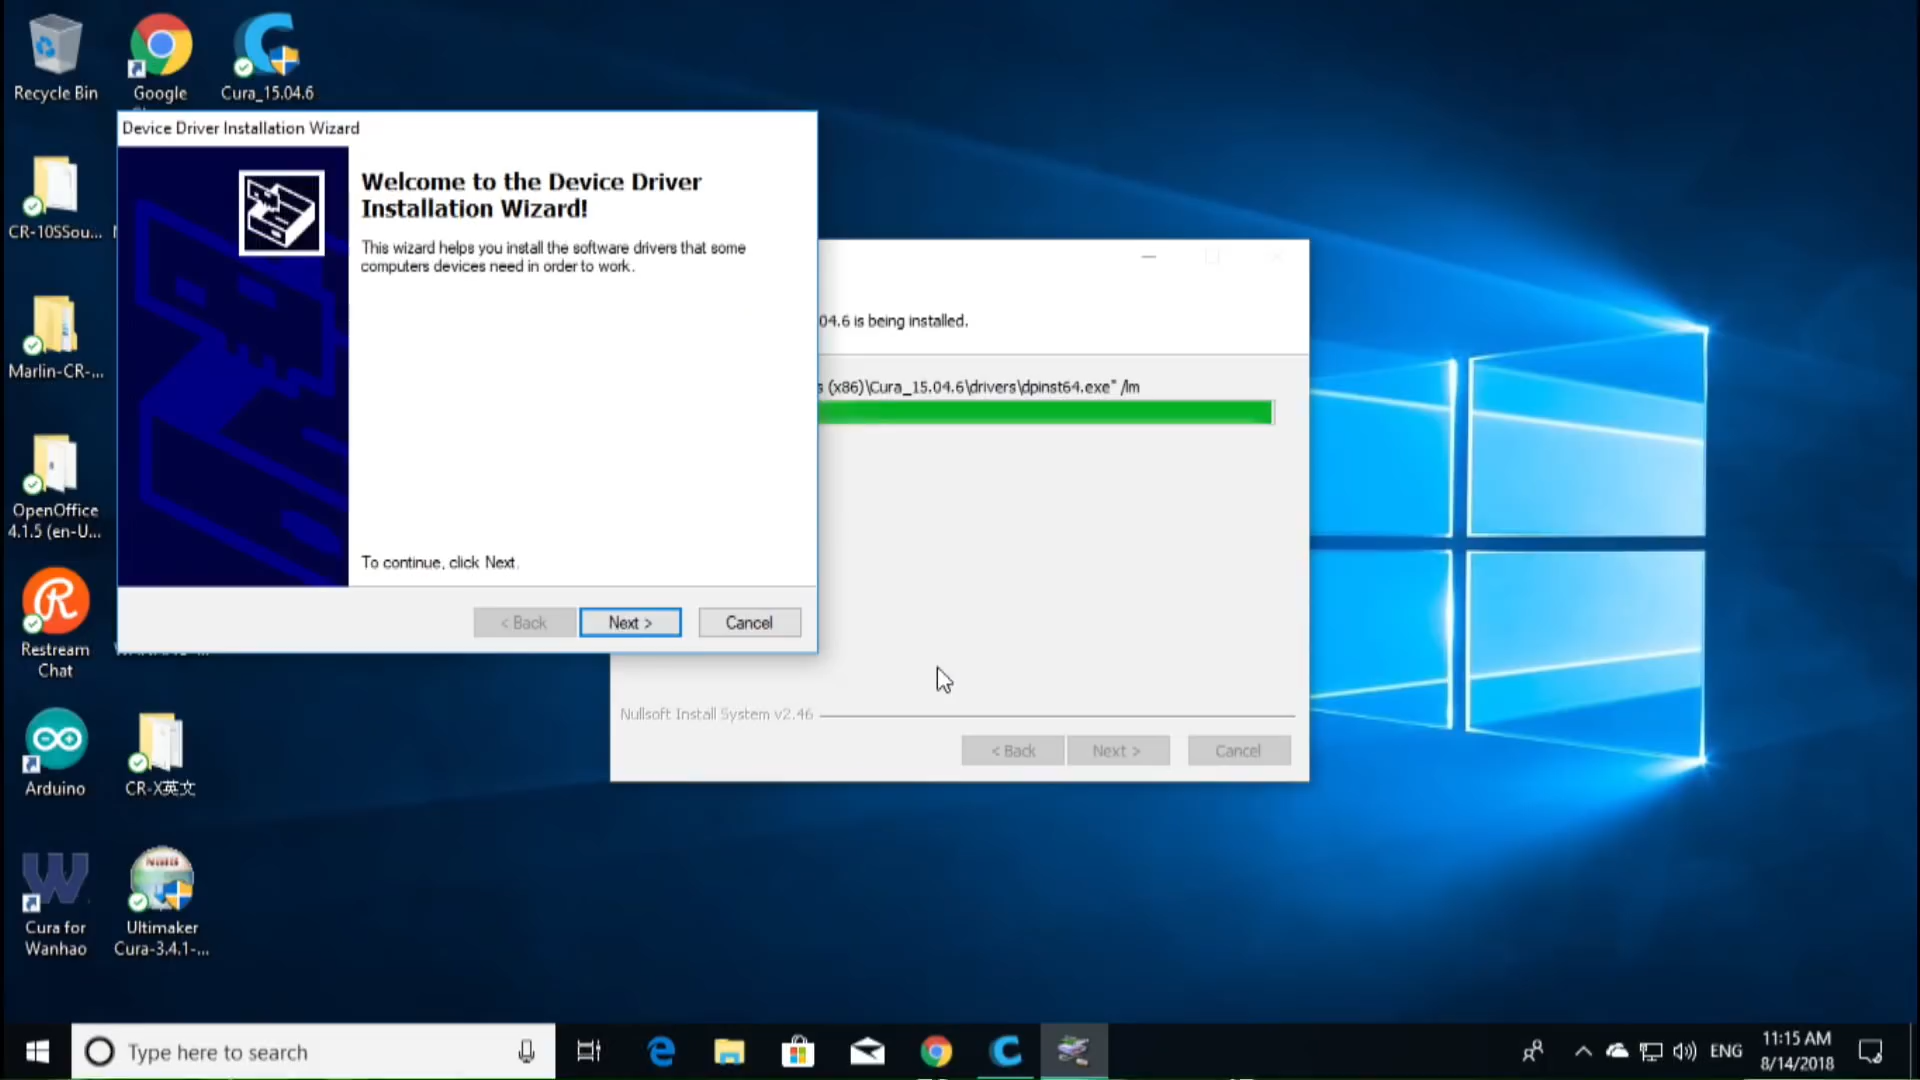 Recycle Bin
Google
Cura_15.04.6
CR-10SSou...
Marlin-CR-...
OpenOffice
4.1.5 (en-U...
Restream
Chat
Arduino
CR-X英文
Cura for
Wanhao
Ultimaker
Cura-3.4.1-...
Device Driver Installation Wizard
Welcome to the Device Driver
Installation Wizard!
This wizard helps you install the software drivers that some
computers devices need in order to work.
To continue, click Next.
< Back
Next >
Cancel
04.6 is being installed.
s (x86)\Cura_15.04.6\drivers\dpinst64.exe" /lm
Nullsoft Install System v2.46
< Back
Next >
Cancel
Type here to search
ENG
11:15 AM
8/14/2018